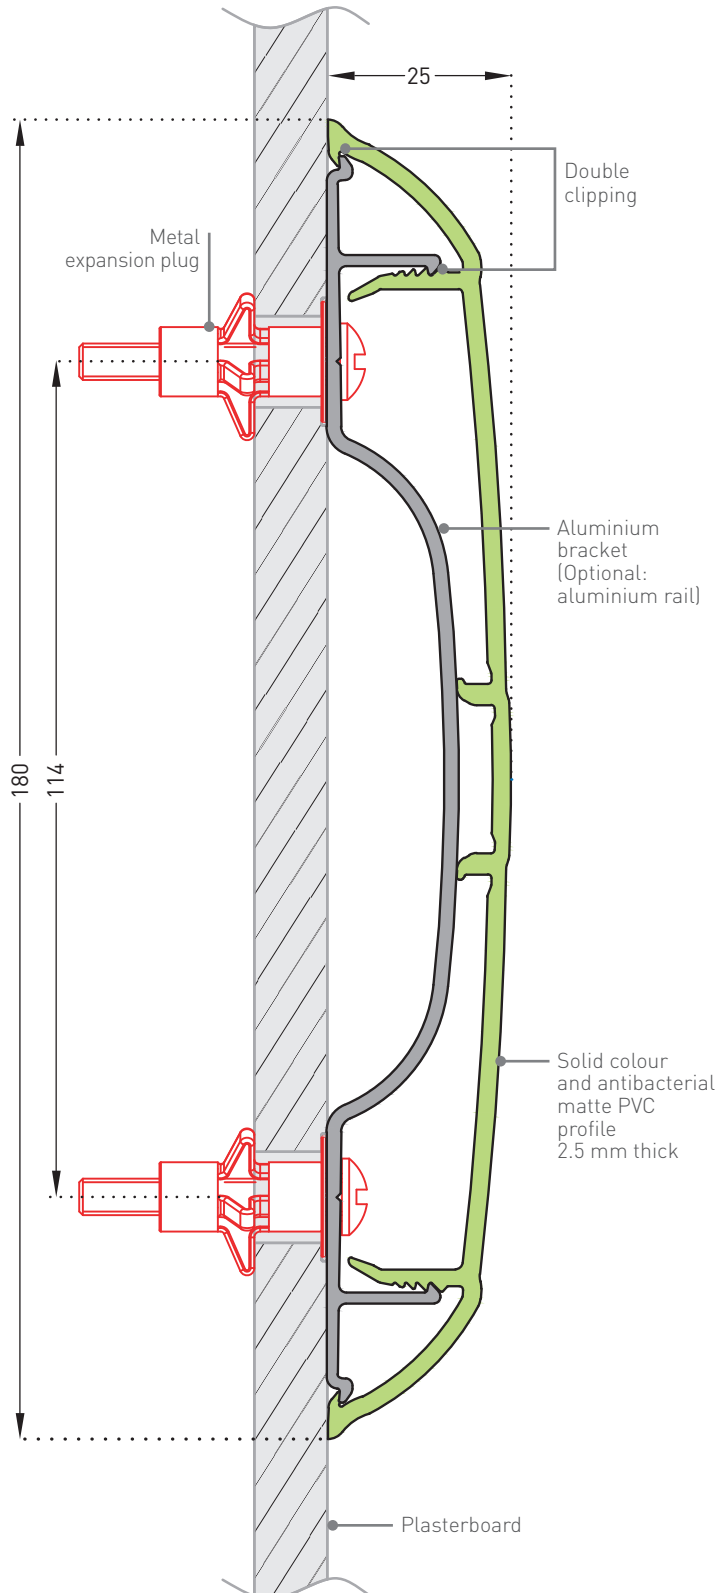 25
Double
clipping
Metal
expansion plug
Aluminium
bracket
(Optional:
aluminium rail)
180
114
Solid colour
and antibacterial
matte PVC
profile
2.5 mm thick
Plasterboard